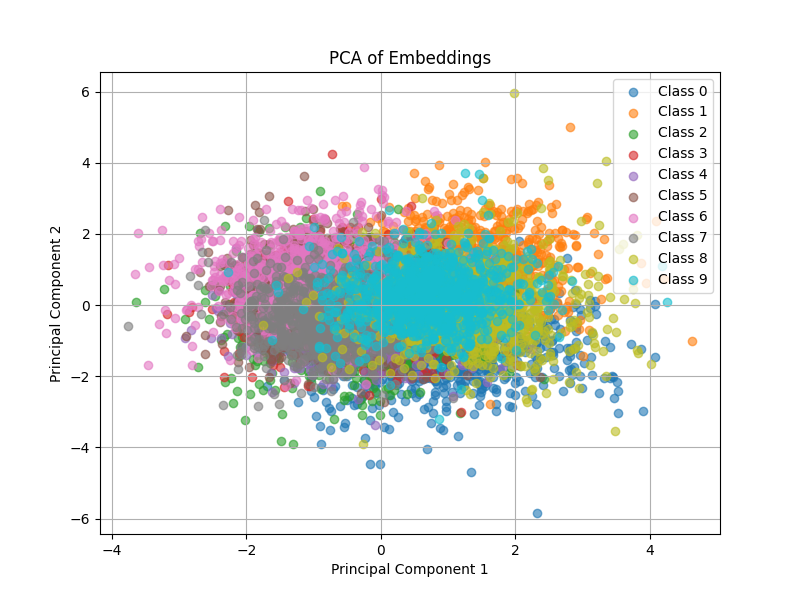 PCA of Embeddings
Class 0
Class 1
Class 2
Class 3
Class 4
Class 5
Class 6
Class 7
Class 8
Class 9
6
4
2
0
−2
−4
−6
Principal Component 2
−4
−2
0
2
4
Principal Component 1